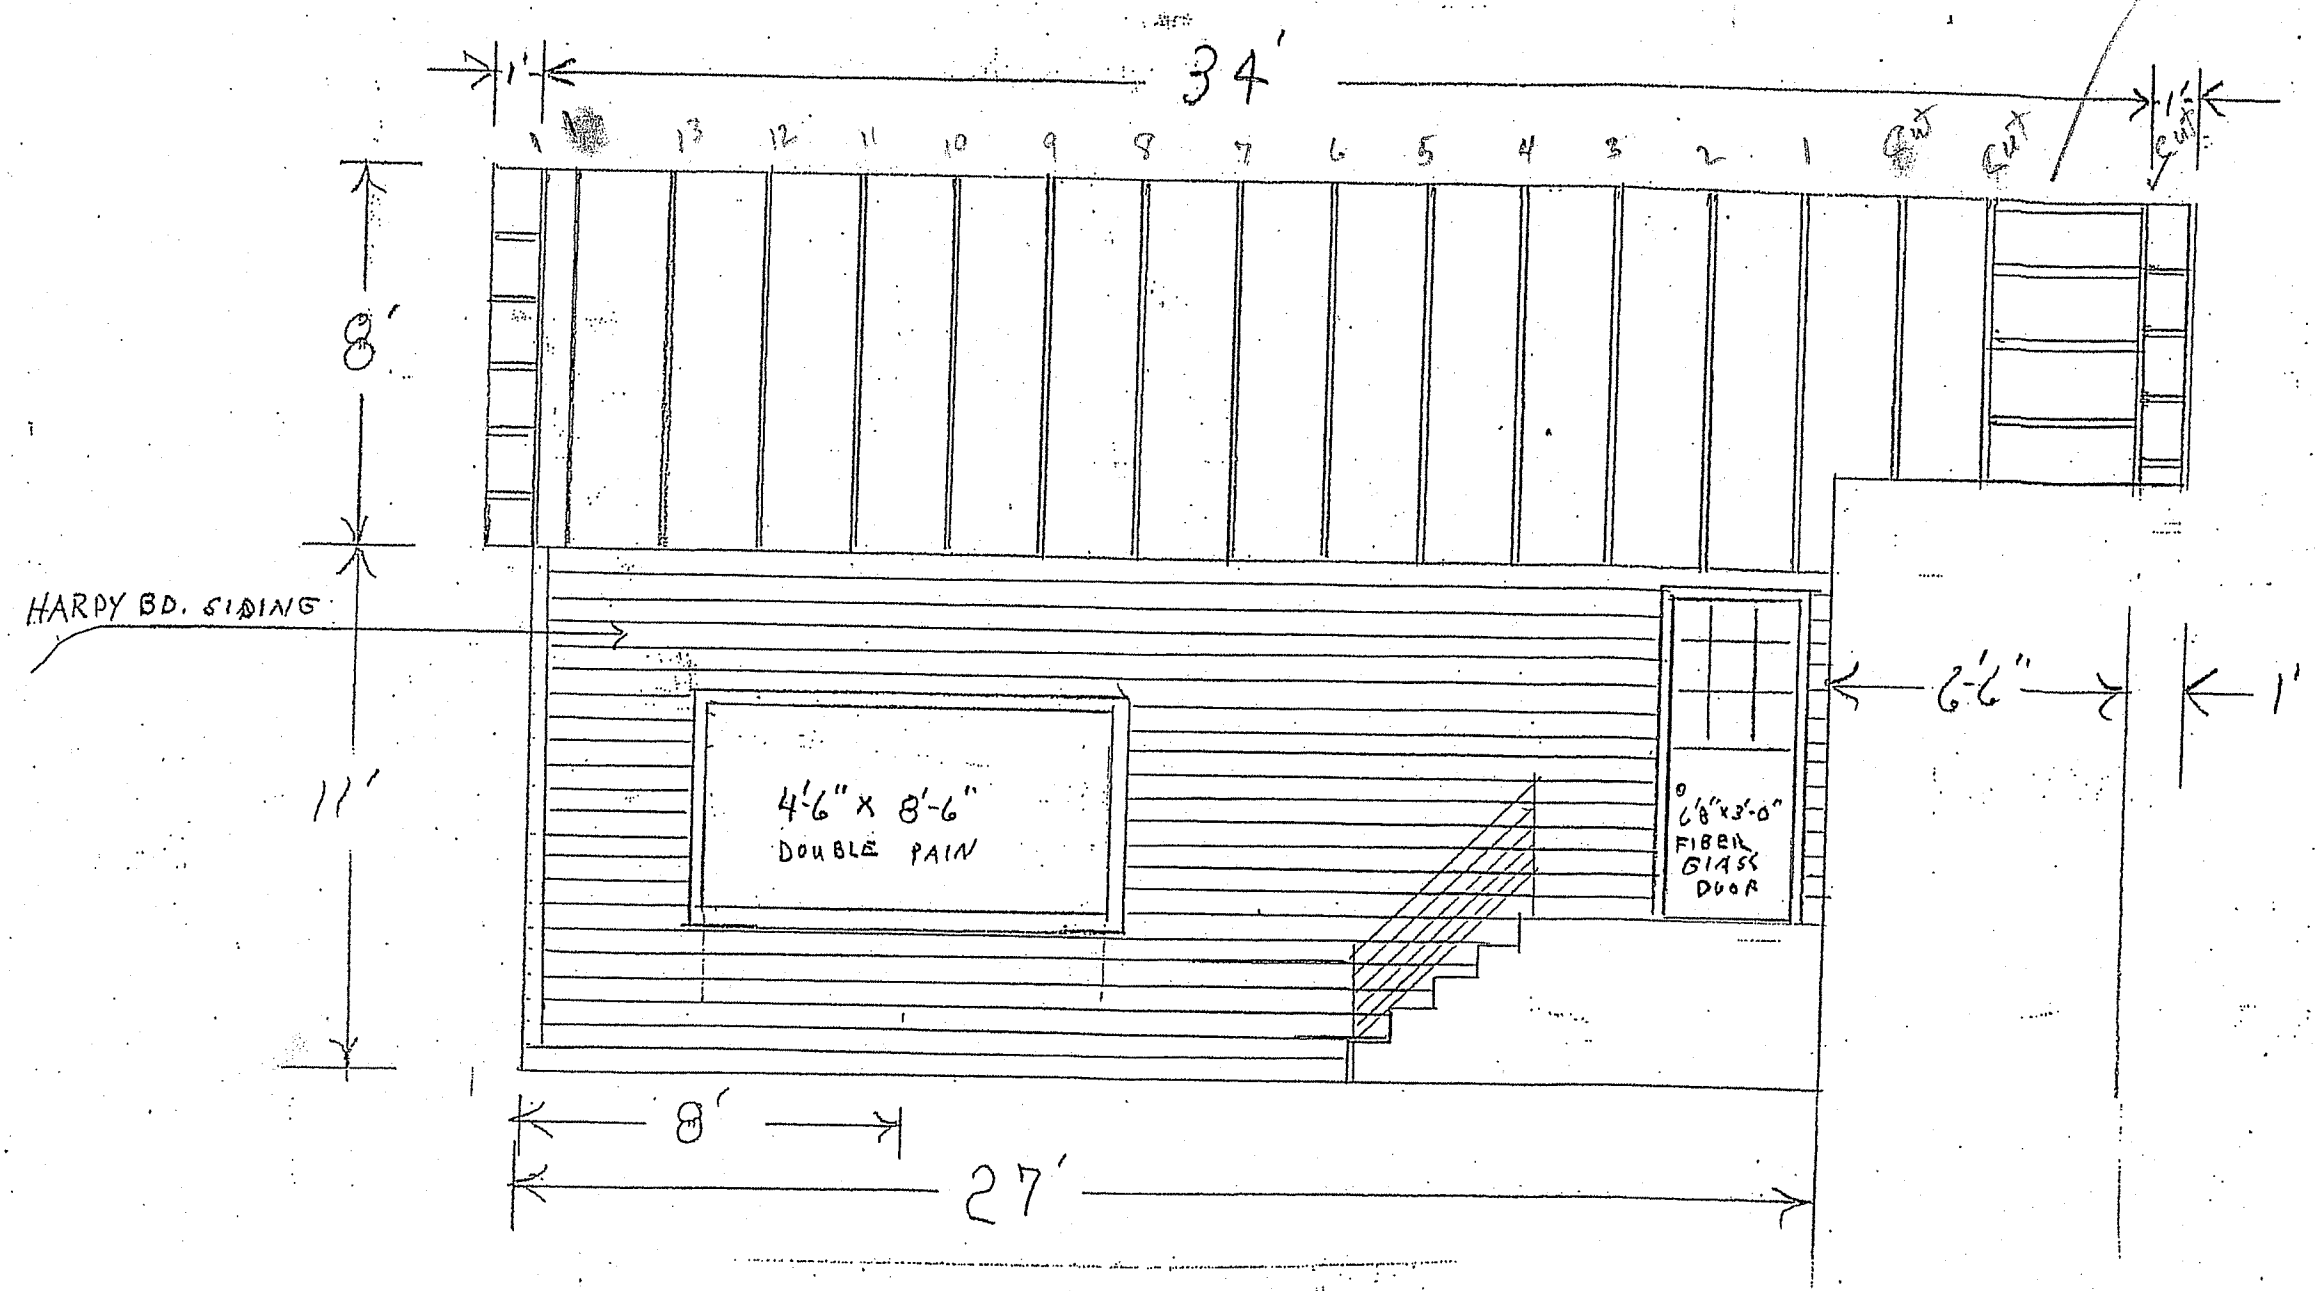 1' 34' 1'
1 13 12 11 10 9 8 7 6 5 4 3 2 1 CUT CUT CUT
8'
HARDY BD. SIDING
6'-6" 1'
11'
4'-6" x 8'-6"
DOUBLE PAIN
6'8" x 3'-0"
FIBER
GLASS
DOOR
8'
27'